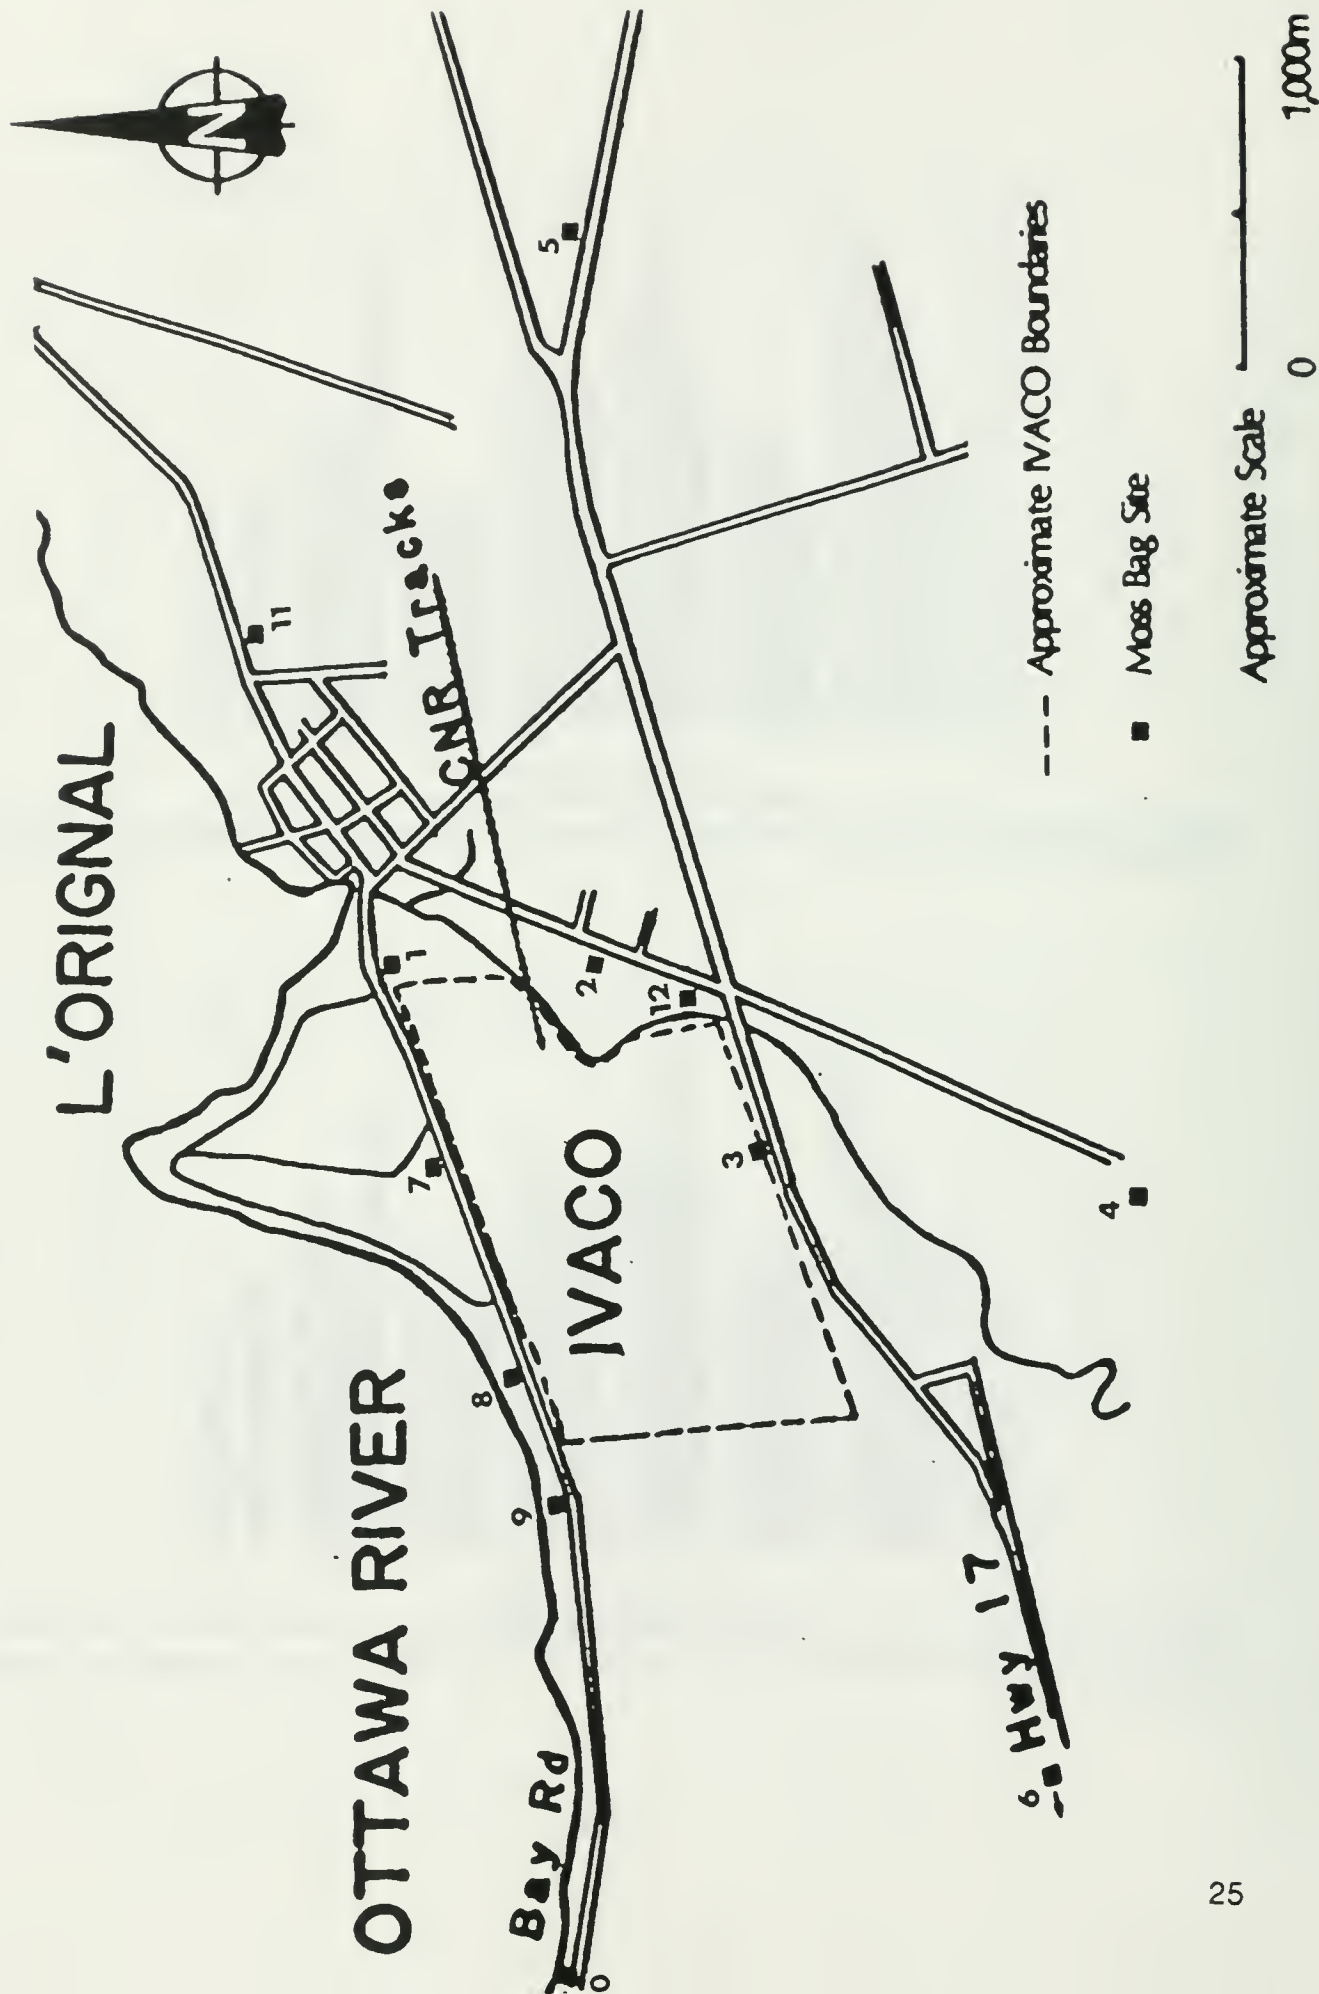 L'ORIGNAL
OTTAWA RIVER
IVACO
CNR Tracks
Bay Rd
Hwy 17
N
1
2
3
4
5
6
7
8
9
0
11
12
--- Approximate IVACO Boundaries
■ Moss Bag Site
Approximate Scale
0 1,000m
25